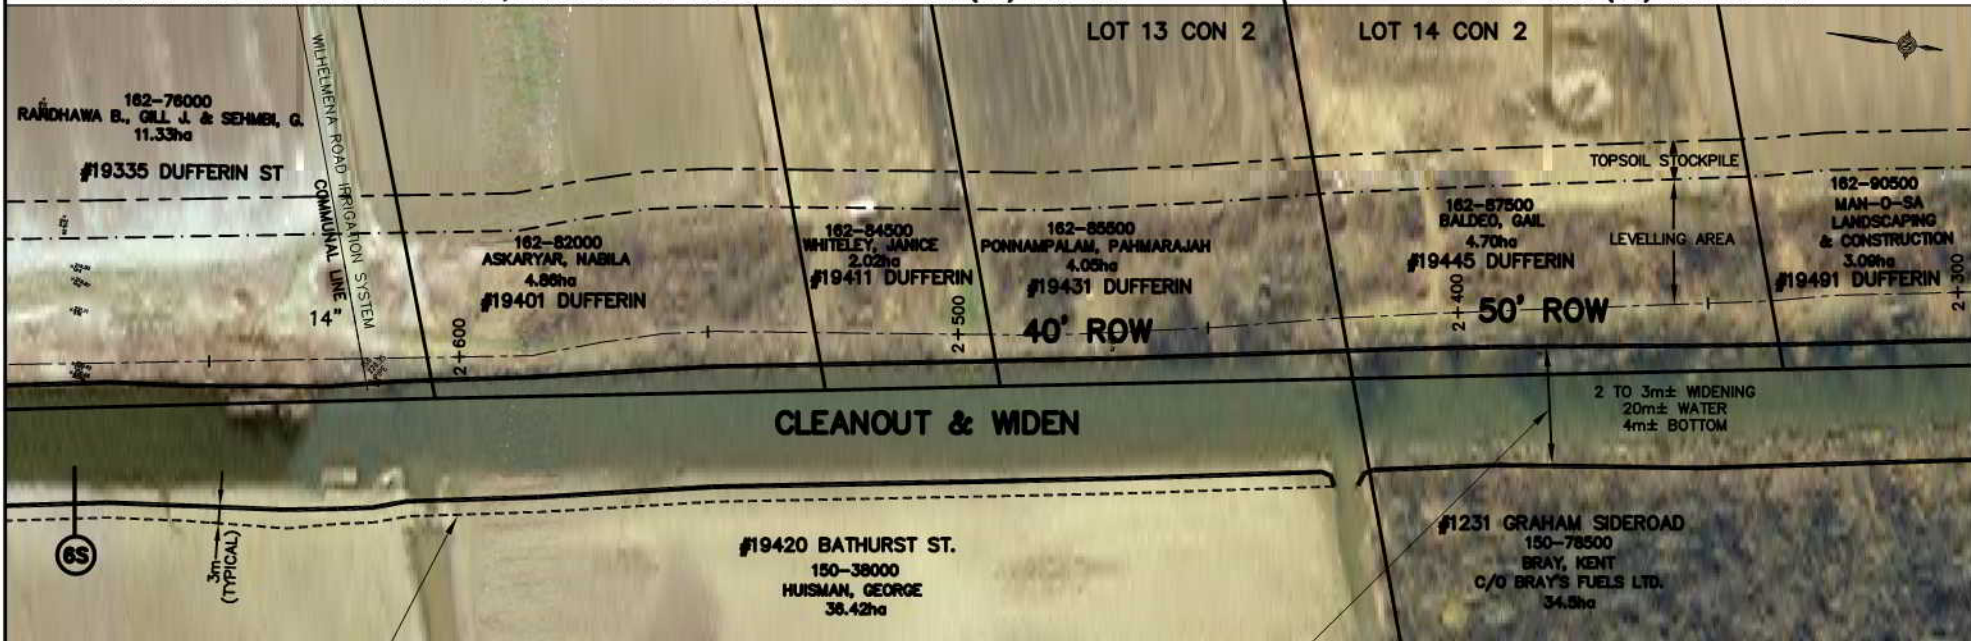 LOT 13 CON 2
LOT 14 CON 2
162-76000
RANDHAWA B., GILL J. & SEHMBI, G.
11.33ha
#19335 DUFFERIN ST
WILHELMENA ROAD IRRIGATION SYSTEM
COMMUNAL LINE
14"
162-82000
ASKARYAR, NABILA
4.86ha
#19401 DUFFERIN
2+600
162-84500
WHITELEY, JANICE
2.02ha
#19411 DUFFERIN
2+500
162-85500
PONNAMPALAM, PAHMARAJAH
4.05ha
#19431 DUFFERIN
40' ROW
162-87500
BALDEO, GAIL
4.70ha
#19445 DUFFERIN
2+400
50' ROW
TOPSOIL STOCKPILE
LEVELLING AREA
162-90500
MAN-O-SA
LANDSCAPING
& CONSTRUCTION
3.09ha
#19491 DUFFERIN
2+300
CLEANOUT & WIDEN
2 TO 3m± WIDENING
20m± WATER
4m± BOTTOM
6S
3m
(TYPICAL)
#19420 BATHURST ST.
150-38000
HUISMAN, GEORGE
36.42ha
#1231 GRAHAM SIDEROAD
150-78500
BRAY, KENT
C/O BRAY'S FUELS LTD.
34.5ha